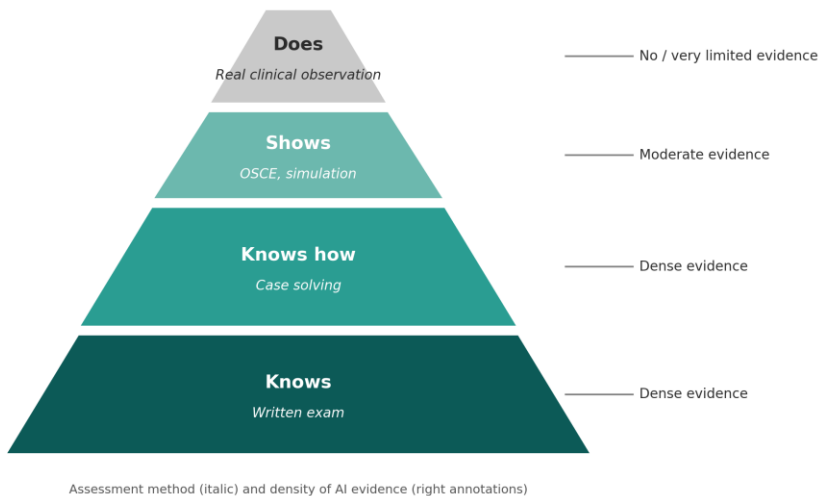 Does
Real clinical observation
No / very limited evidence
Shows
OSCE, simulation
Moderate evidence
Knows how
Case solving
Dense evidence
Knows
Written exam
Dense evidence
Assessment method (italic) and density of AI evidence (right annotations)